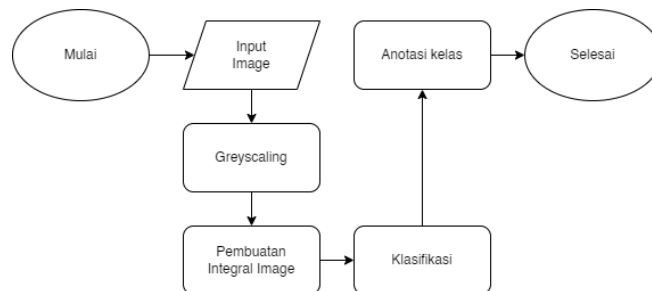 Mulai
Input
Image
Greyscaling
Pembuatan
Integral Image
Klasifikasi
Anotasi kelas
Selesai